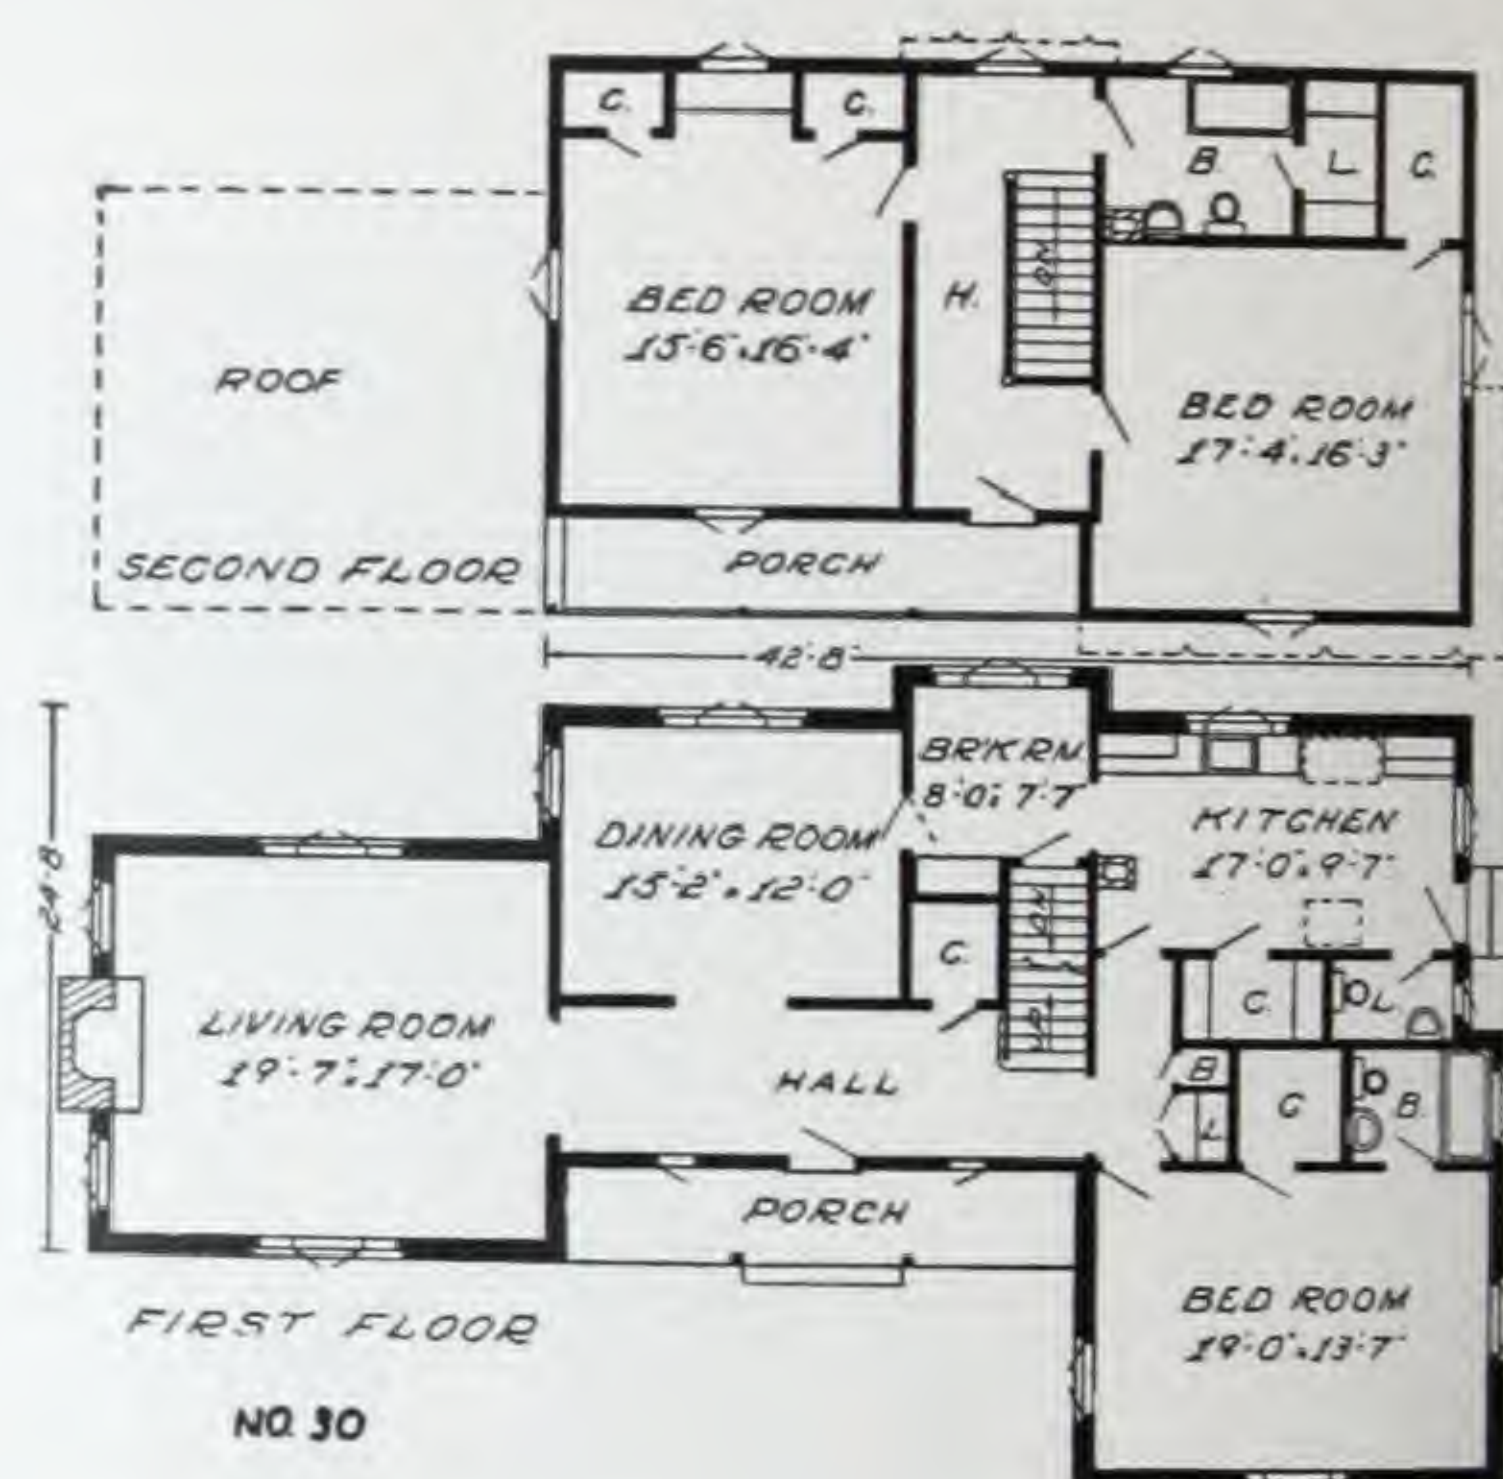 C.
C.
B.
L.
C.
BED ROOM
15'-6" x 16'-4"
H.
DN
ROOF
BED ROOM
17'-4" x 16'-3"
SECOND FLOOR
PORCH
42'-8"
BR'K RM.
8'-0" x 7'-7"
DINING ROOM
15'-2" x 12'-0"
KITCHEN
17'-0" x 9'-7"
24'-8"
DN
C.
C.
L.
LIVING ROOM
19'-7" x 17'-0"
UP
HALL
B
C
B.
L.
PORCH
BED ROOM
19'-0" x 13'-7"
FIRST FLOOR
NO. 30